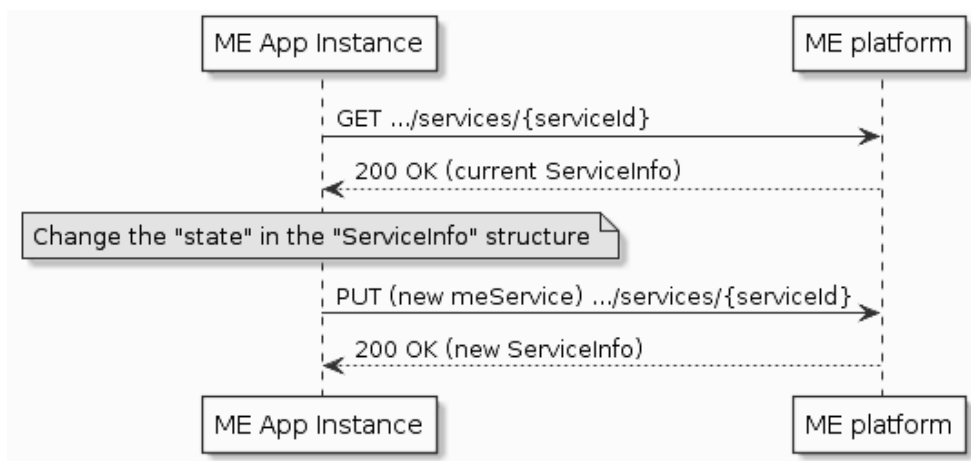 ME App Instance
ME platform
GET .../services/{serviceId}
200 OK (current ServiceInfo)
Change the "state" in the "ServiceInfo" structure
PUT (new meService) .../services/{serviceId}
200 OK (new ServiceInfo)
ME App Instance
ME platform